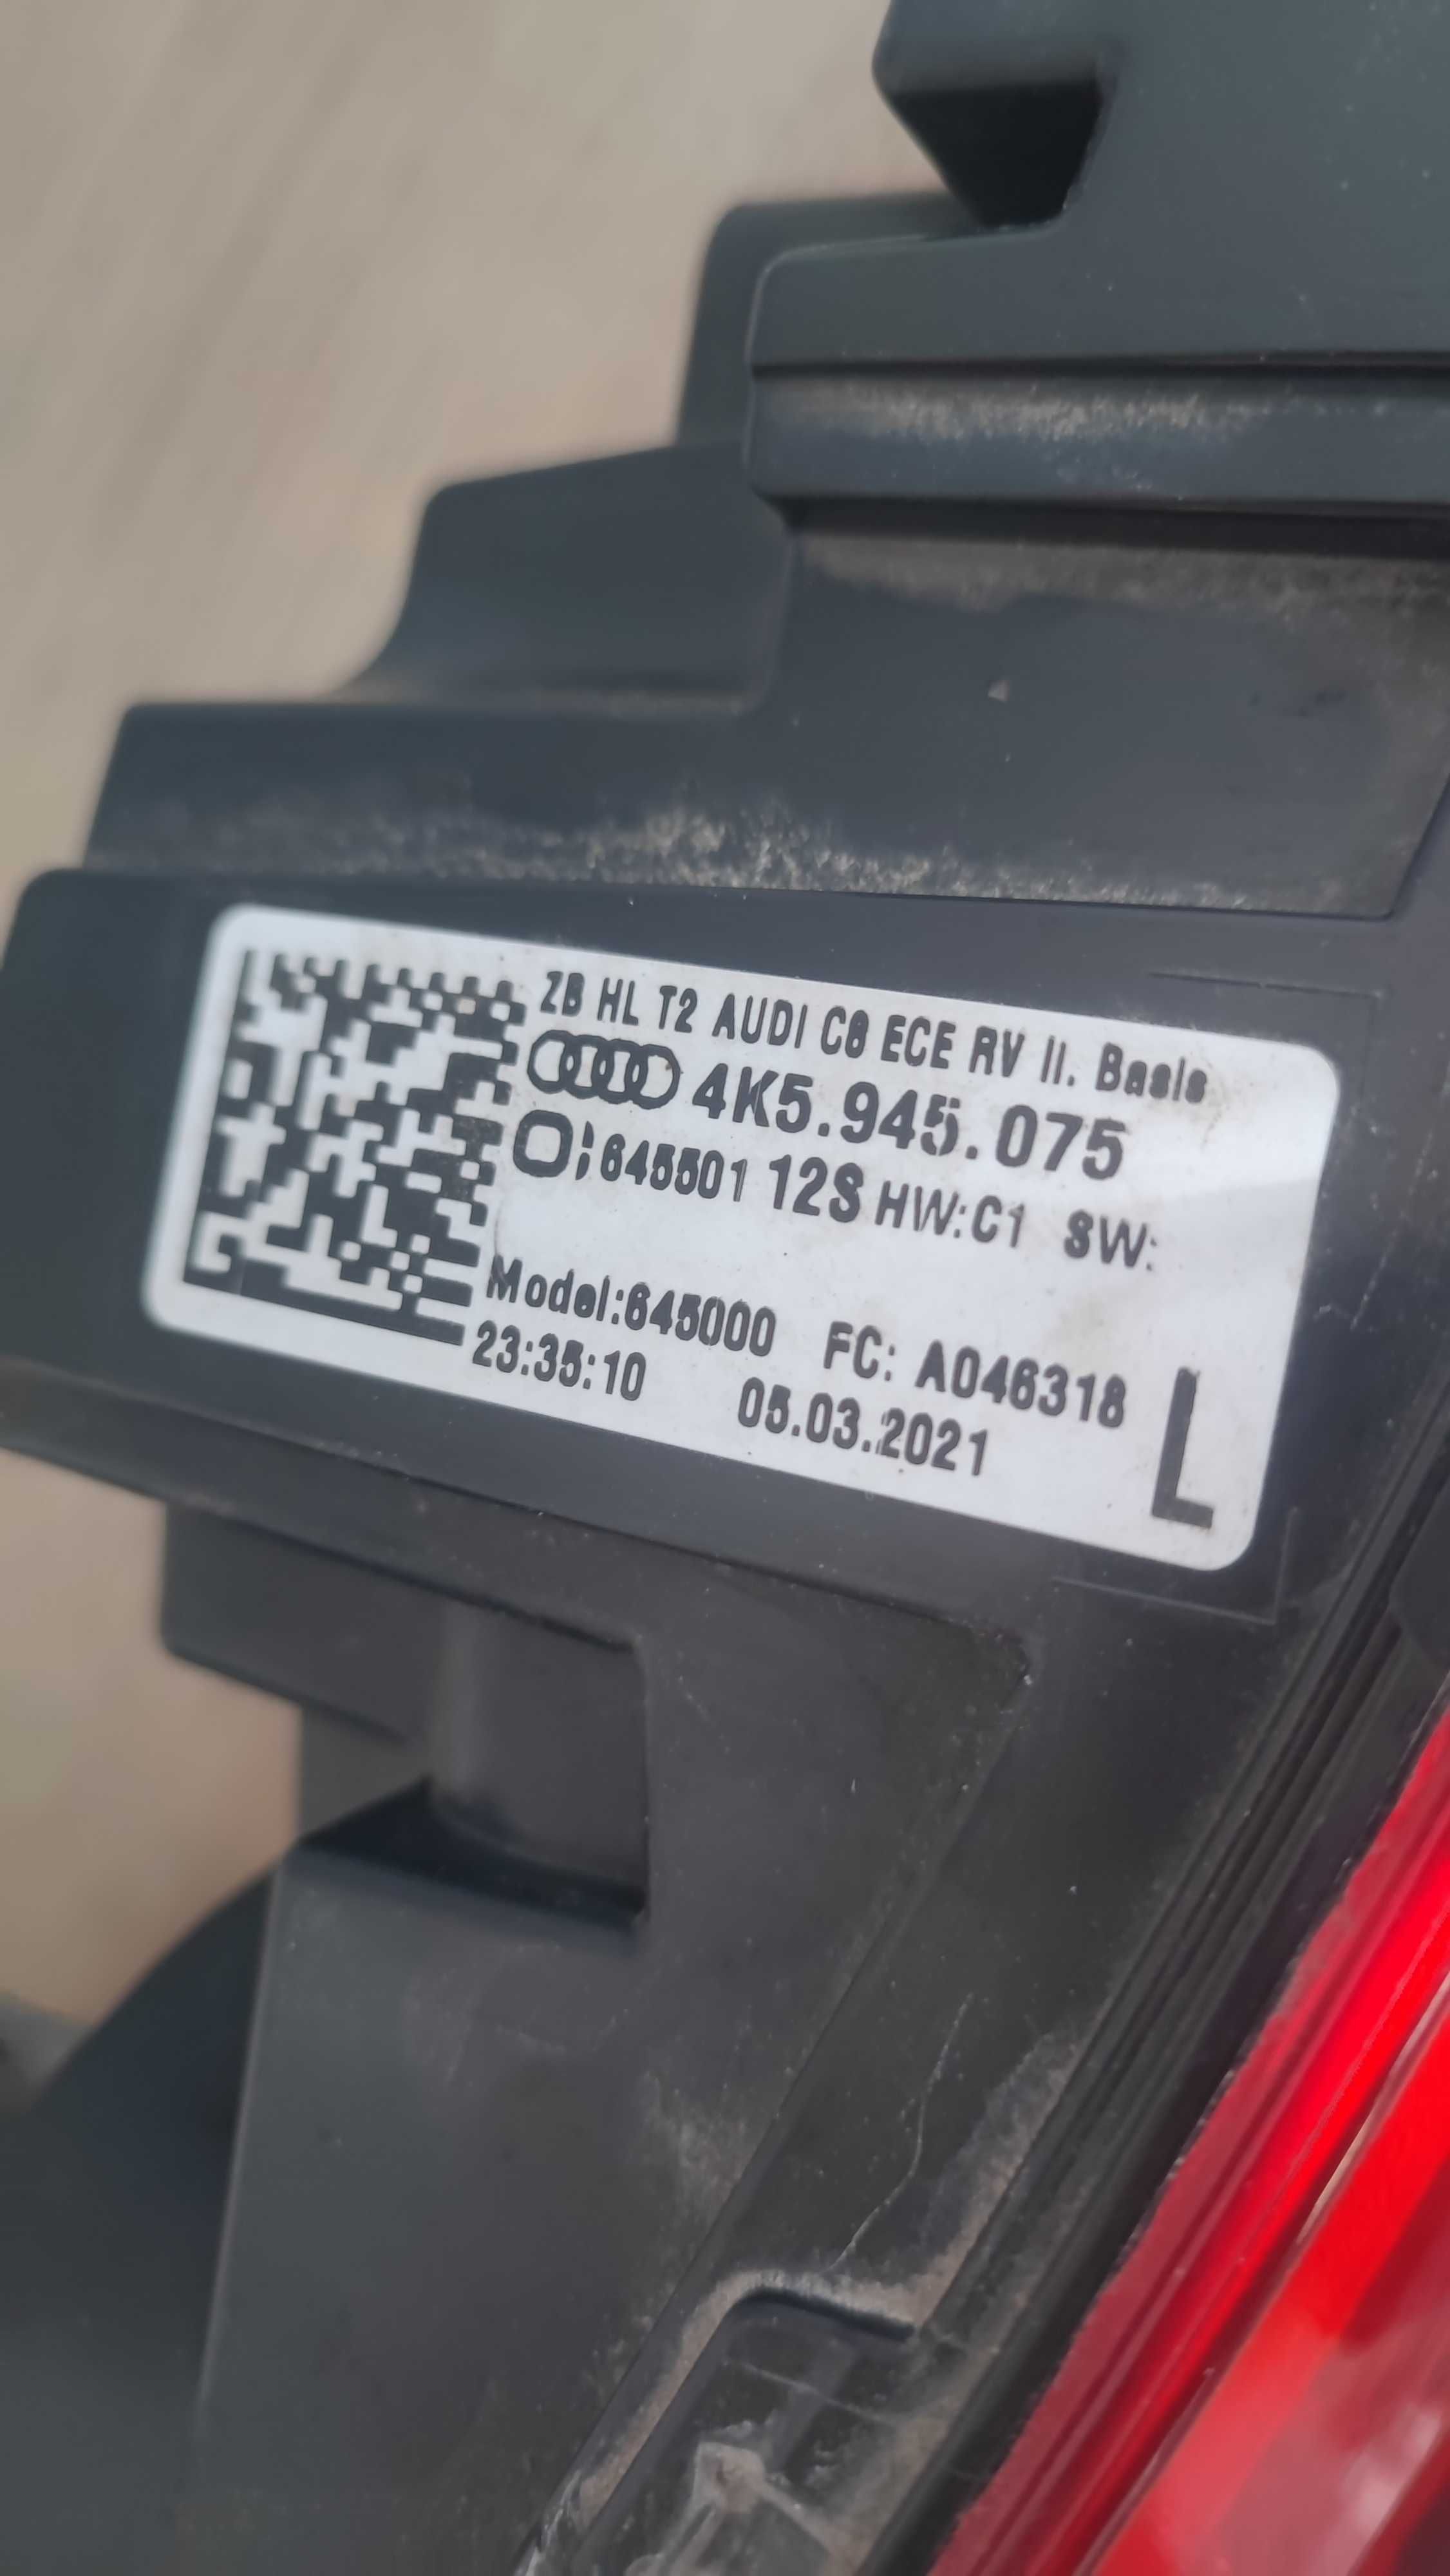 ZB HL T2 AUDI C8 ECE RV II. Basis
4K5.945.075
645501 12S HW:C1 SW:
Model:645000 FC: A046318
23:35:10 05.03.2021
L